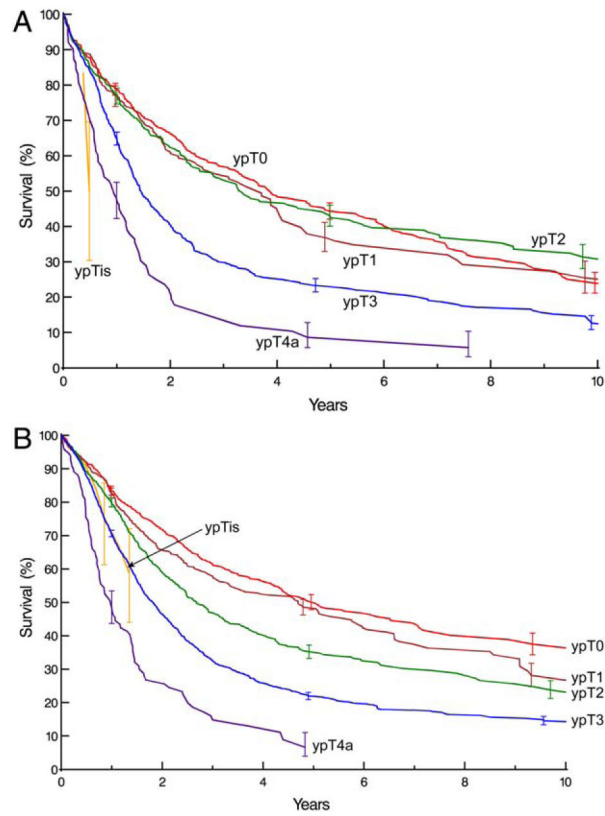 A
100
90
80
70
60
50
40
30
20
10
0
Survival (%)
ypT0
ypT2
ypTis
ypT1
ypT3
ypT4a
0 2 4 6 8 10
Years
B
100
90
80
70
60
50
40
30
20
10
0
Survival (%)
ypTis
ypT0
ypT1
ypT2
ypT3
ypT4a
0 2 4 6 8 10
Years